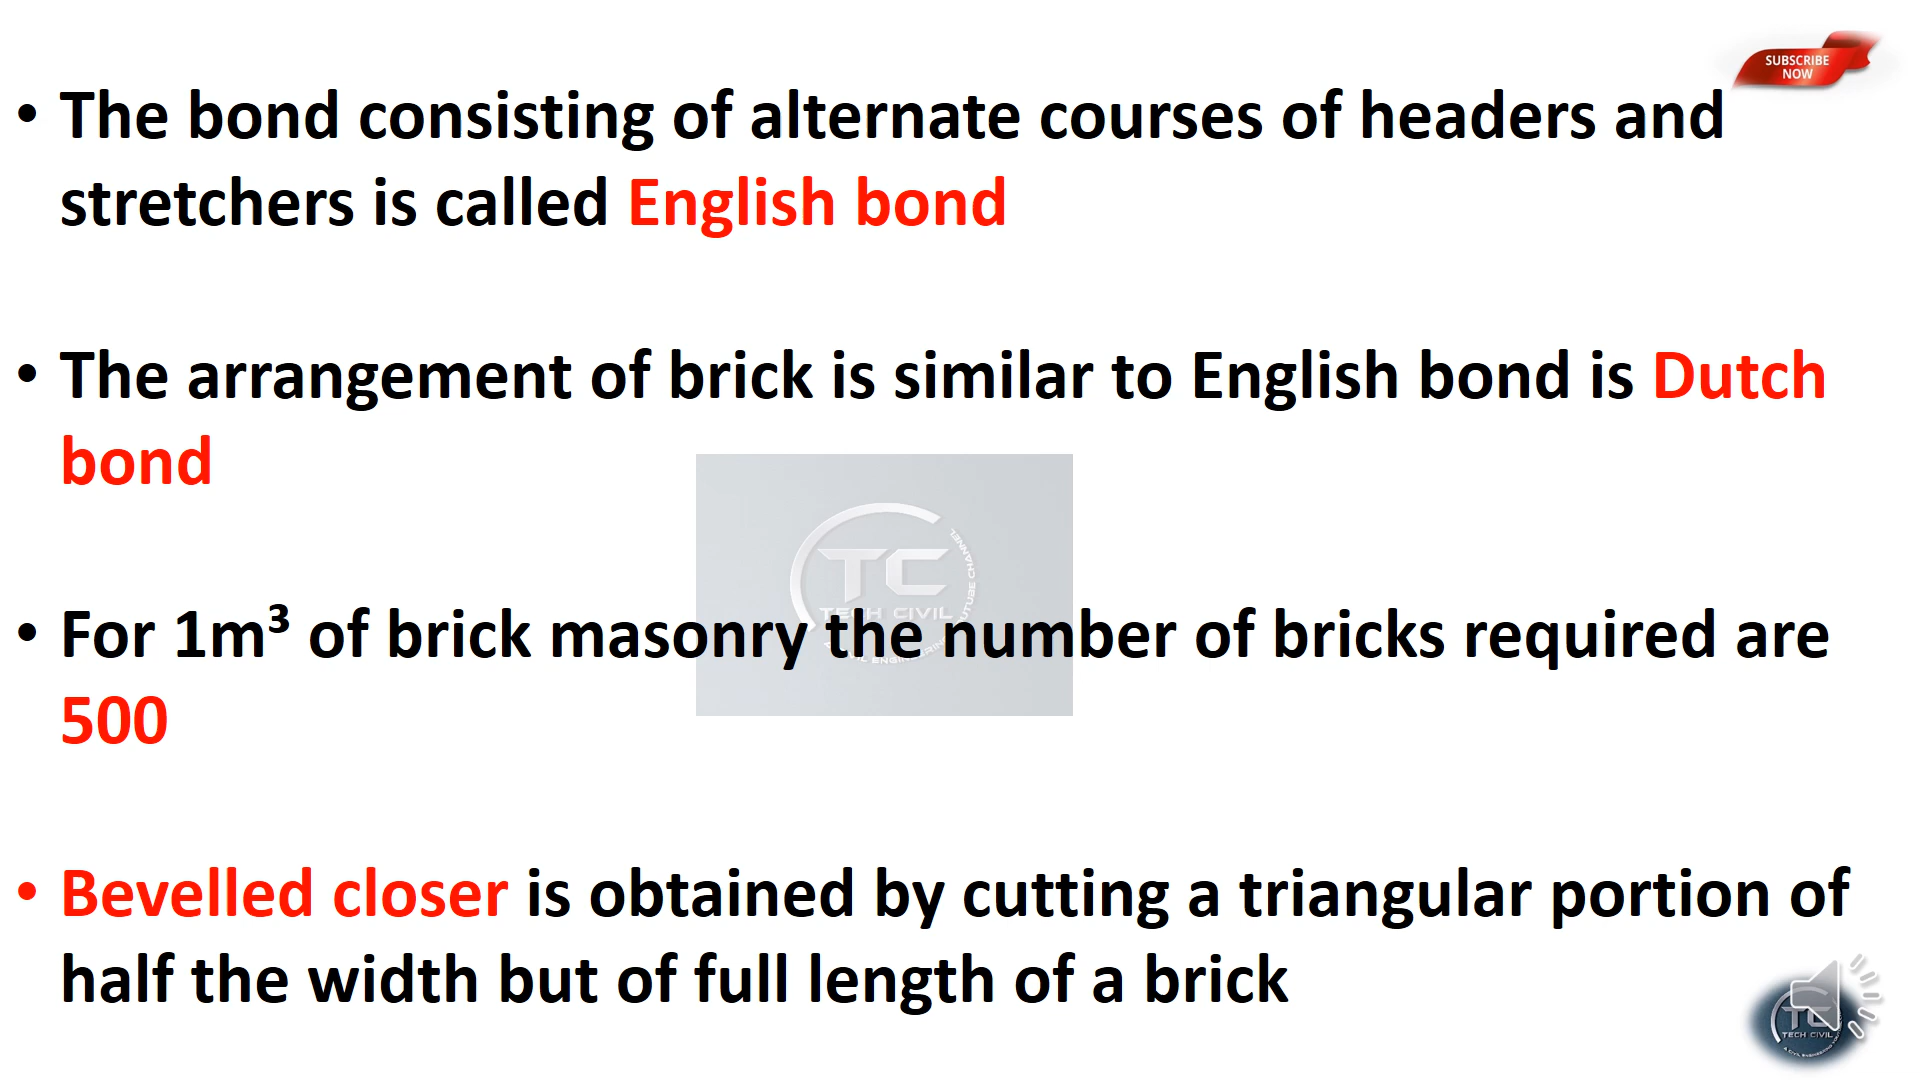 SUBSCRIBE
NOW
• The bond consisting of alternate courses of headers and
stretchers is called English bond
• The arrangement of brick is similar to English bond is Dutch
bond
TC
TECH CIVIL
• For 1m³ of brick masonry the number of bricks required are
500
• Bevelled closer is obtained by cutting a triangular portion of
half the width but of full length of a brick
TC
TECH CIVIL